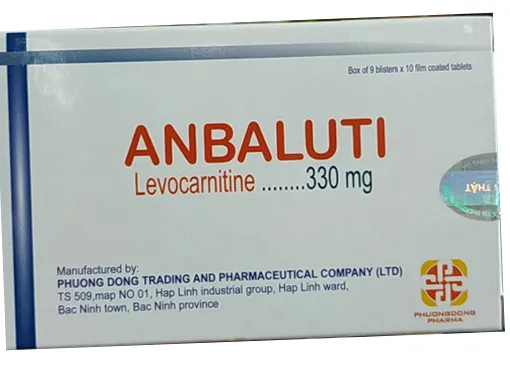 Box of 9 blisters x 10 film coated tablets
ANBALUTI
Levocarnitine ........330 mg
THẬT
Manufactured by:
PHUONG DONG TRADING AND PHARMACEUTICAL COMPANY (LTD)
TS 509,map NO 01, Hap Linh industrial group, Hap Linh ward,
Bac Ninh town, Bac Ninh province
PHUONGDONG
PHARMA